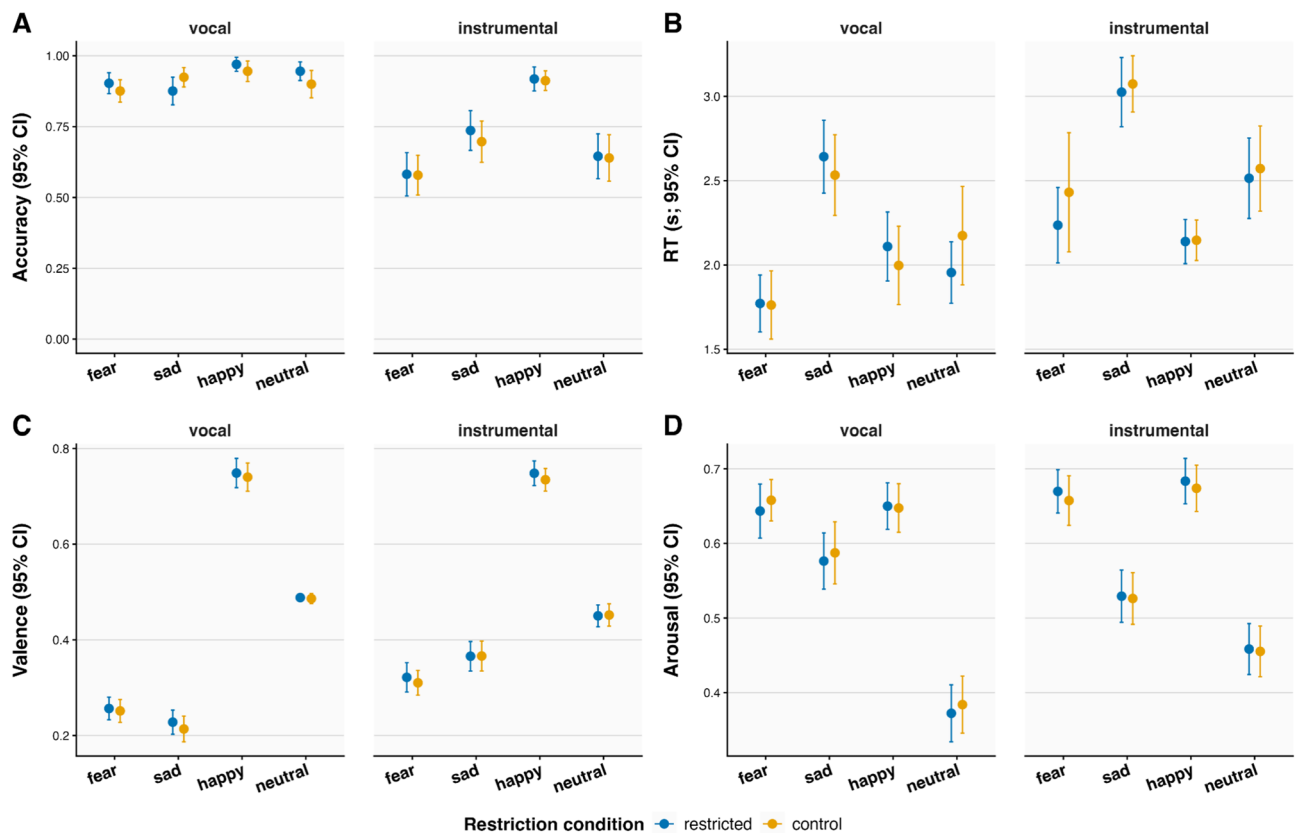 A
vocal
instrumental
Accuracy (95% CI)
1.00
0.75
0.50
0.25
0.00
fear
sad
happy
neutral
fear
sad
happy
neutral
B
vocal
instrumental
RT (s; 95% CI)
3.0
2.5
2.0
1.5
fear
sad
happy
neutral
fear
sad
happy
neutral
C
vocal
instrumental
Valence (95% CI)
0.8
0.6
0.4
0.2
fear
sad
happy
neutral
fear
sad
happy
neutral
D
vocal
instrumental
Arousal (95% CI)
0.7
0.6
0.5
0.4
fear
sad
happy
neutral
fear
sad
happy
neutral
Restriction condition restricted control